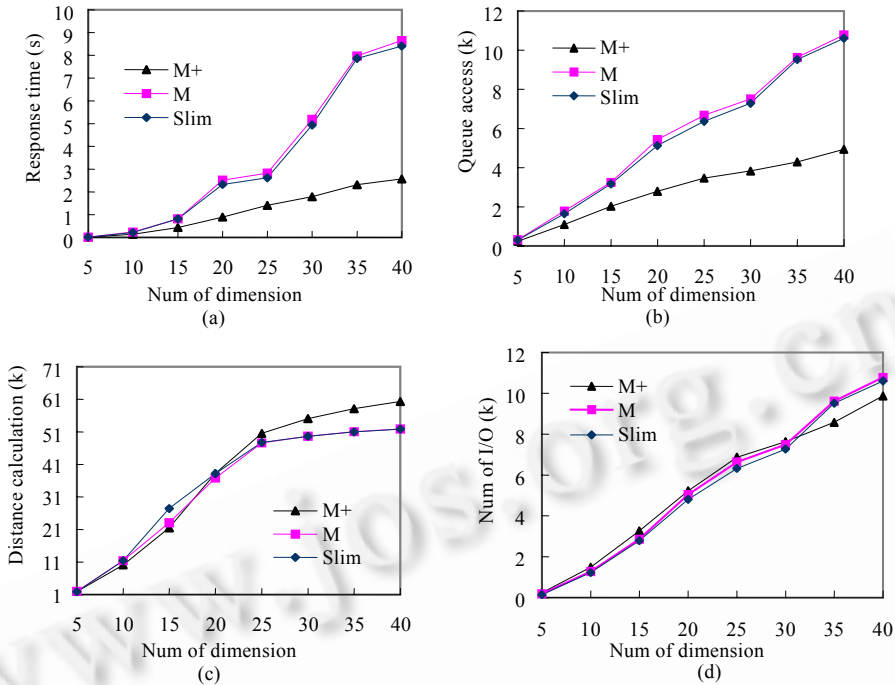 Response time (s)
10
9
8
7
6
5
4
3
2
1
0
M+
M
Slim
5 10 15 20 25 30 35 40
Num of dimension
(a)
Queue access (k)
12
10
8
6
4
2
0
M+
M
Slim
5 10 15 20 25 30 35 40
Num of dimension
(b)
Distance calculation (k)
71
61
51
41
31
21
11
1
M+
M
Slim
5 10 15 20 25 30 35 40
Num of dimension
(c)
Num of I/O (k)
12
10
8
6
4
2
0
M+
M
Slim
5 10 15 20 25 30 35 40
Num of dimension
(d)
www.jos.org.cn